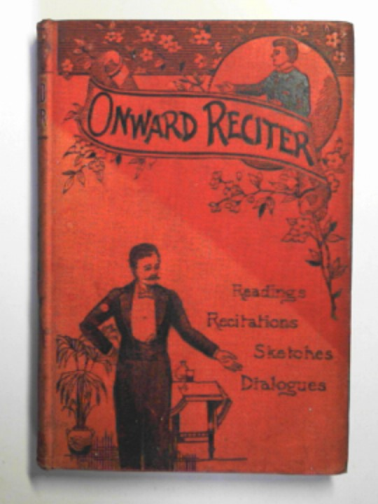 ONWARD RECITER
Readings
Recitations
Sketches
Dialogues